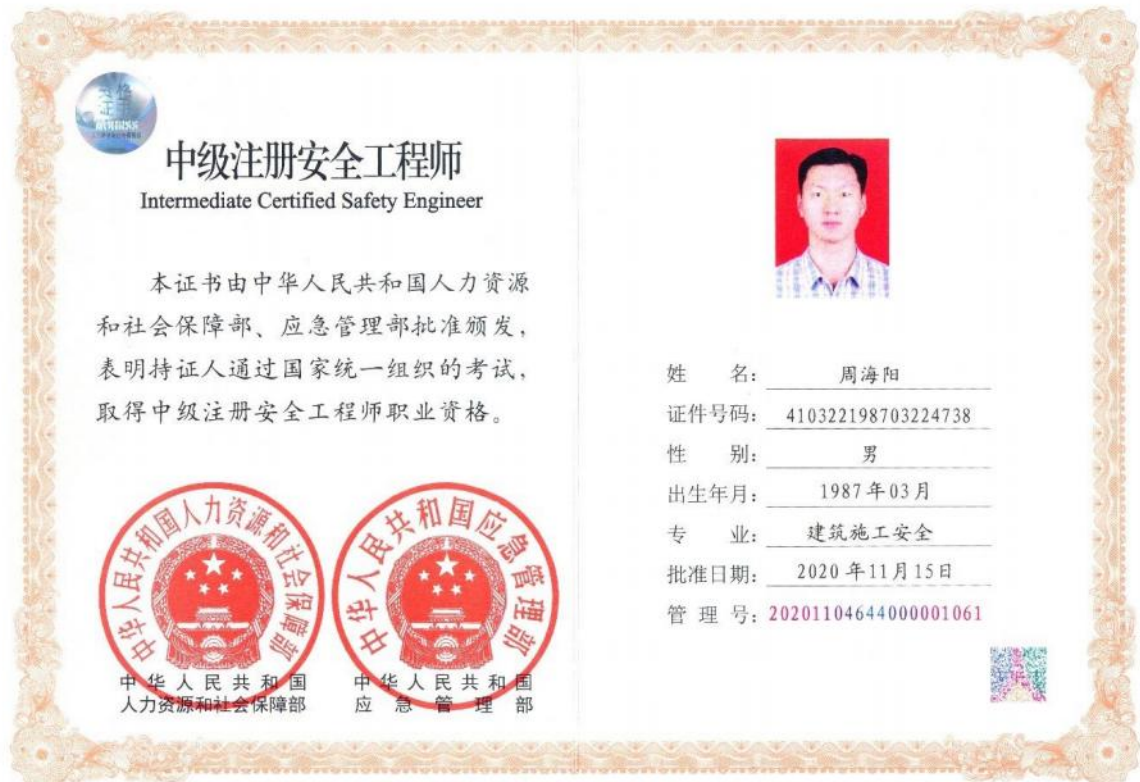 资格
证书
中级注册安全工程师
Intermediate Certified Safety Engineer
本证书由中华人民共和国人力资源
和社会保障部、应急管理部批准颁发，
表明持证人通过国家统一组织的考试，
取得中级注册安全工程师职业资格。
中华人民共和国人力资源和社会保障部
中华人民共和国应急管理部
中华人民共和国
人力资源和社会保障部
中华人民共和国
应急管理部
姓 名： 周海阳
证件号码： 410322198703224738
性 别： 男
出生年月： 1987年03月
专 业： 建筑施工安全
批准日期： 2020年11月15日
管 理 号： 20201104644000001061